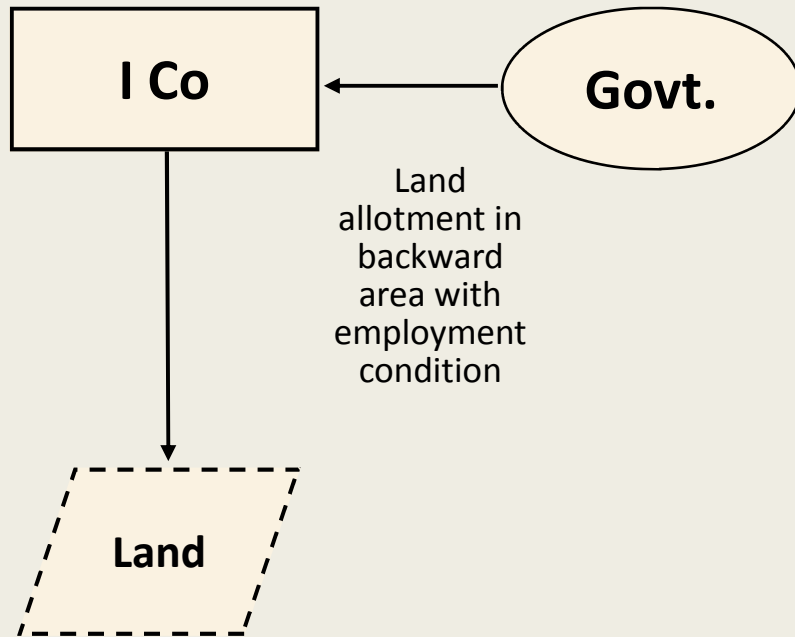 I Co
Govt.
Land
allotment in
backward
area with
employment
condition
Land